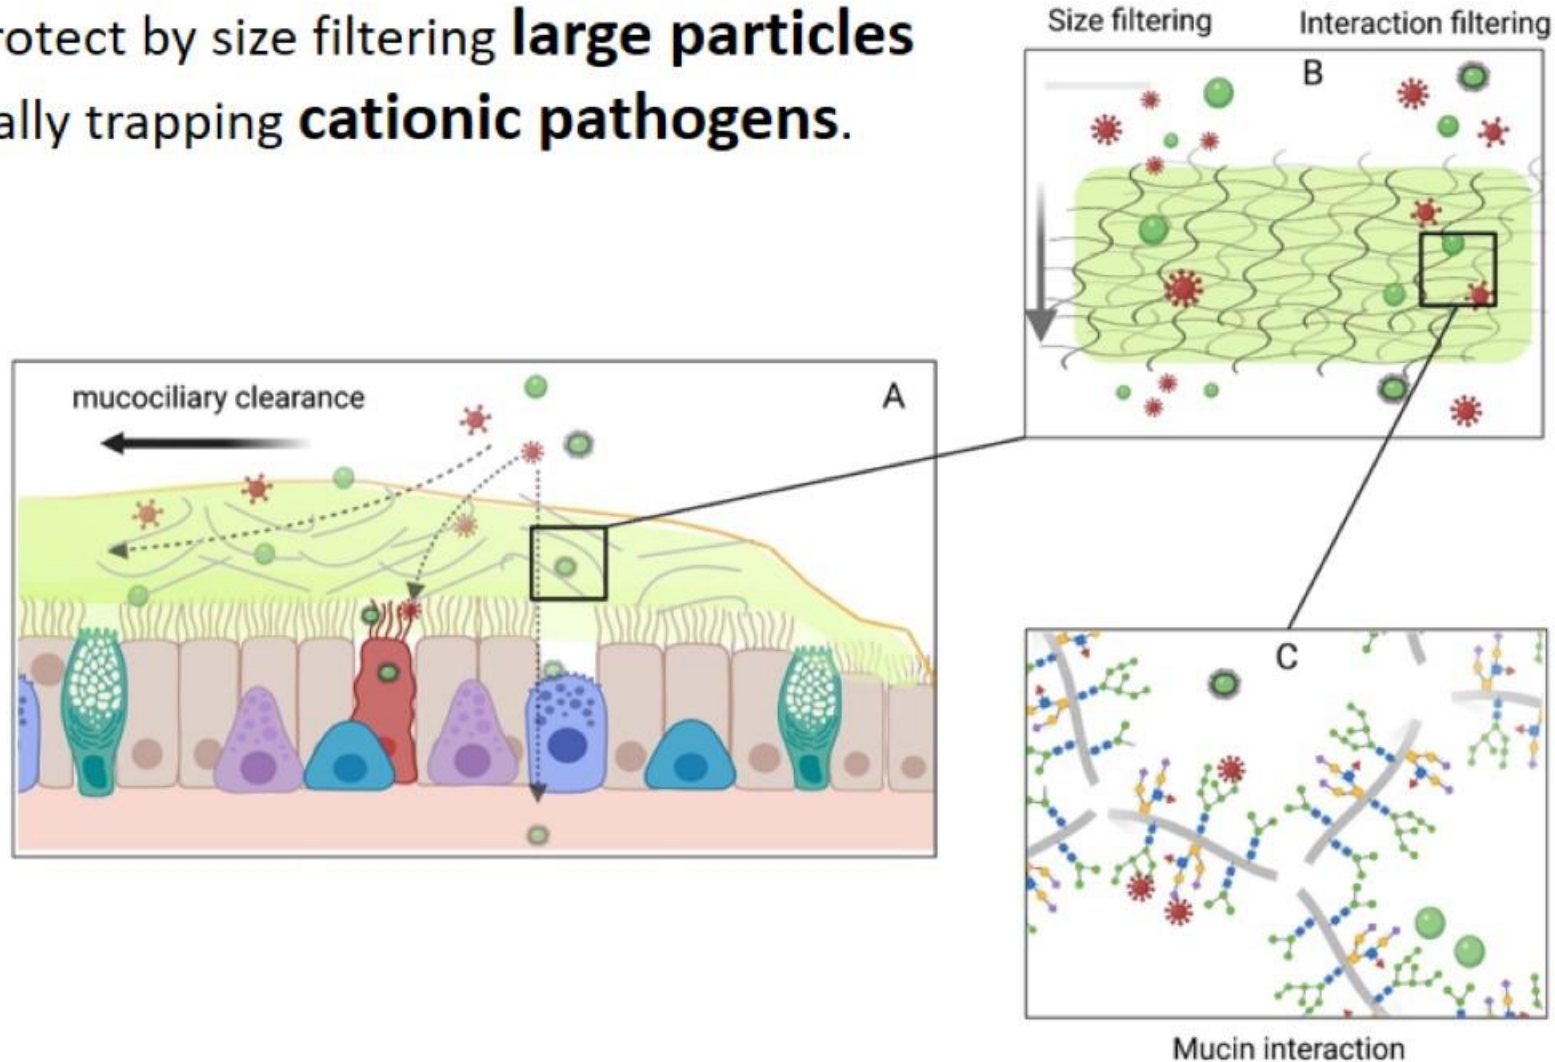 rotect by size filtering large particles
ally trapping cationic pathogens.
Size filtering
Interaction filtering
B
mucociliary clearance
A
C
Mucin interaction